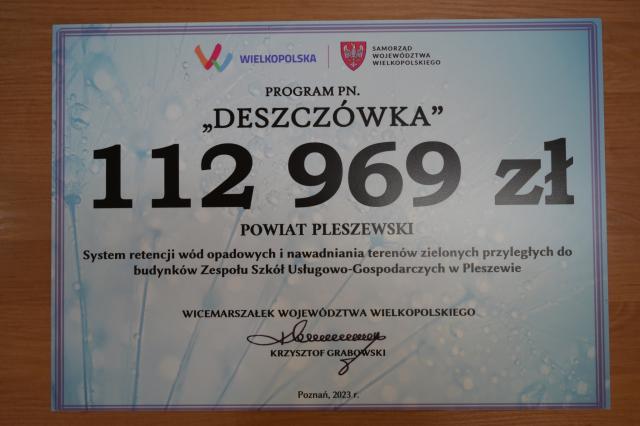 WIELKOPOLSKA
SAMORZĄD
WOJEWÓDZTWA
WIELKOPOLSKIEGO
PROGRAM PN.
„DESZCZÓWKA”
112 969 zł
POWIAT PLESZEWSKI
System retencji wód opadowych i nawadniania terenów zielonych przyległych do
budynków Zespołu Szkół Usługowo-Gospodarczych w Pleszewie
WICEMARSZAŁEK WOJEWÓDZTWA WIELKOPOLSKIEGO
KRZYSZTOF GRABOWSKI
Poznań, 2023 r.